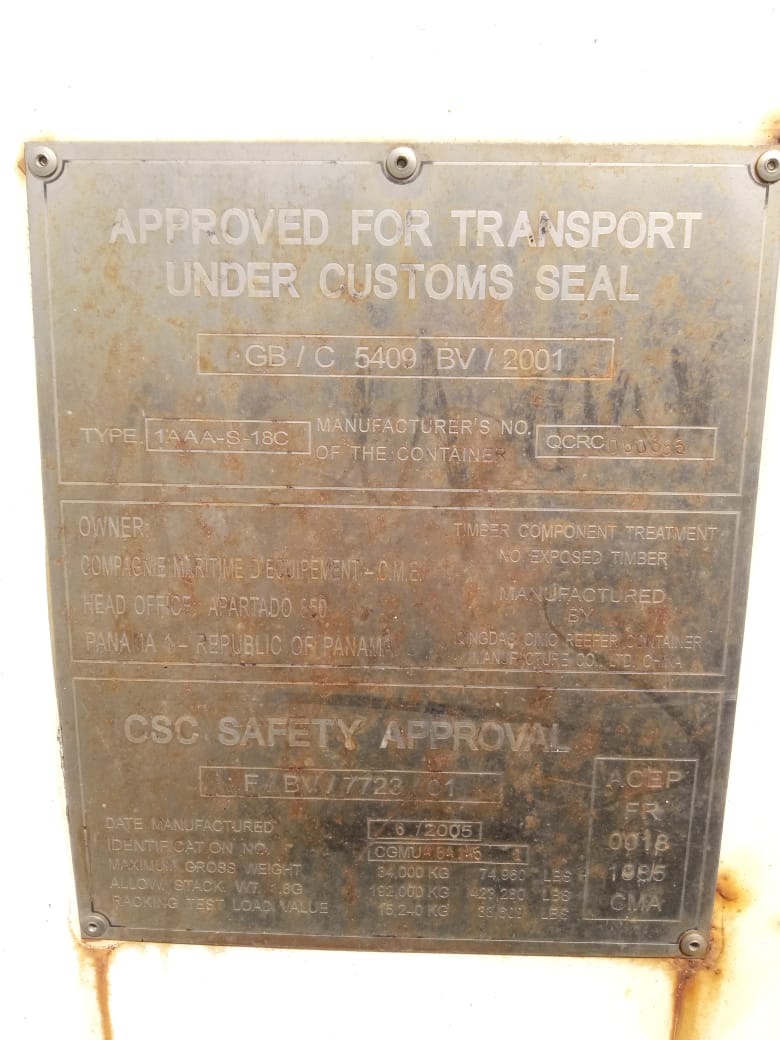 APPROVED FOR TRANSPORT
UNDER CUSTOMS SEAL
GB / C 5409 BV / 2001
TYPE. 1AAA-S-18C
MANUFACTURER'S NO.
OF THE CONTAINER
OWNER:
COMPAGNIE MARITIME D'EQUIPEMENT - C.M.E.
HEAD OFFICE: APARTADO 850
PANAMA 1 - REPUBLIC OF PANAMA
TIMBER COMPONENT TREATMENT
NO EXPOSED TIMBER
MANUFACTURED
BY
QINGDAO CIMC REEFER CONTAINER
MANUFACTURE CO., LTD. CHINA
CSC SAFETY APPROVAL
F / BV / 7723 / 01
DATE MANUFACTURED 6 / 2005
IDENTIFICATION NO.
MAXIMUM GROSS WEIGHT 34,000 KG 74,960 LBS
ALLOW. STACK. WT. 1.8G 192,000 KG 423,280 LBS
RACKING TEST LOAD VALUE 15,240 KG 33,600 LBS
ACEP
FR
0018
1985
CMA